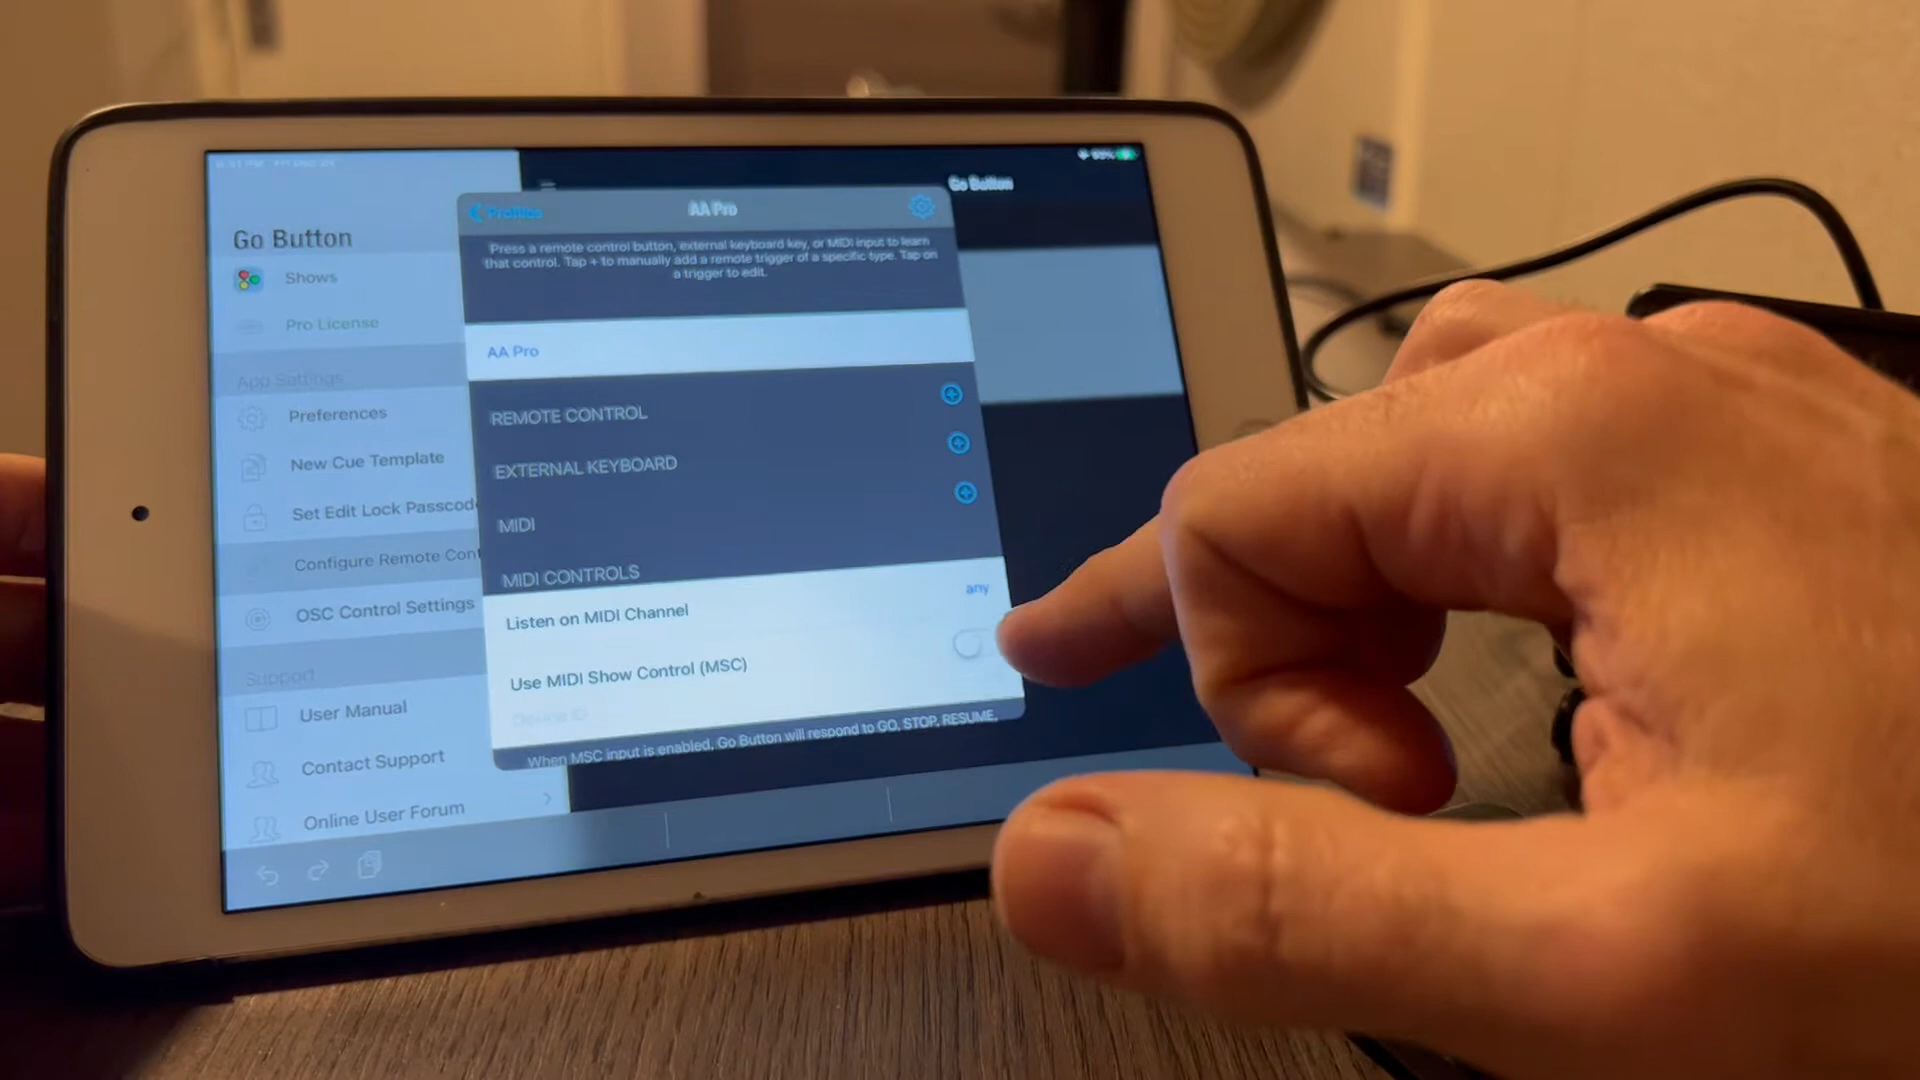 Go Button
Shows
Pro License
App Settings
Preferences
New Cue Template
Set Edit Lock Passcod
Configure Remote Con
OSC Control Settings
Support
User Manual
Contact Support
Online User Forum
Go Button
Profiles
AA Pro
Press a remote control button, external keyboard key, or MIDI input to learn
that control. Tap + to manually add a remote trigger of a specific type. Tap on
a trigger to edit.
AA Pro
REMOTE CONTROL
EXTERNAL KEYBOARD
MIDI
MIDI CONTROLS
Listen on MIDI Channel any
Use MIDI Show Control (MSC)
Device ID
When MSC input is enabled, Go Button will respond to GO, STOP, RESUME,